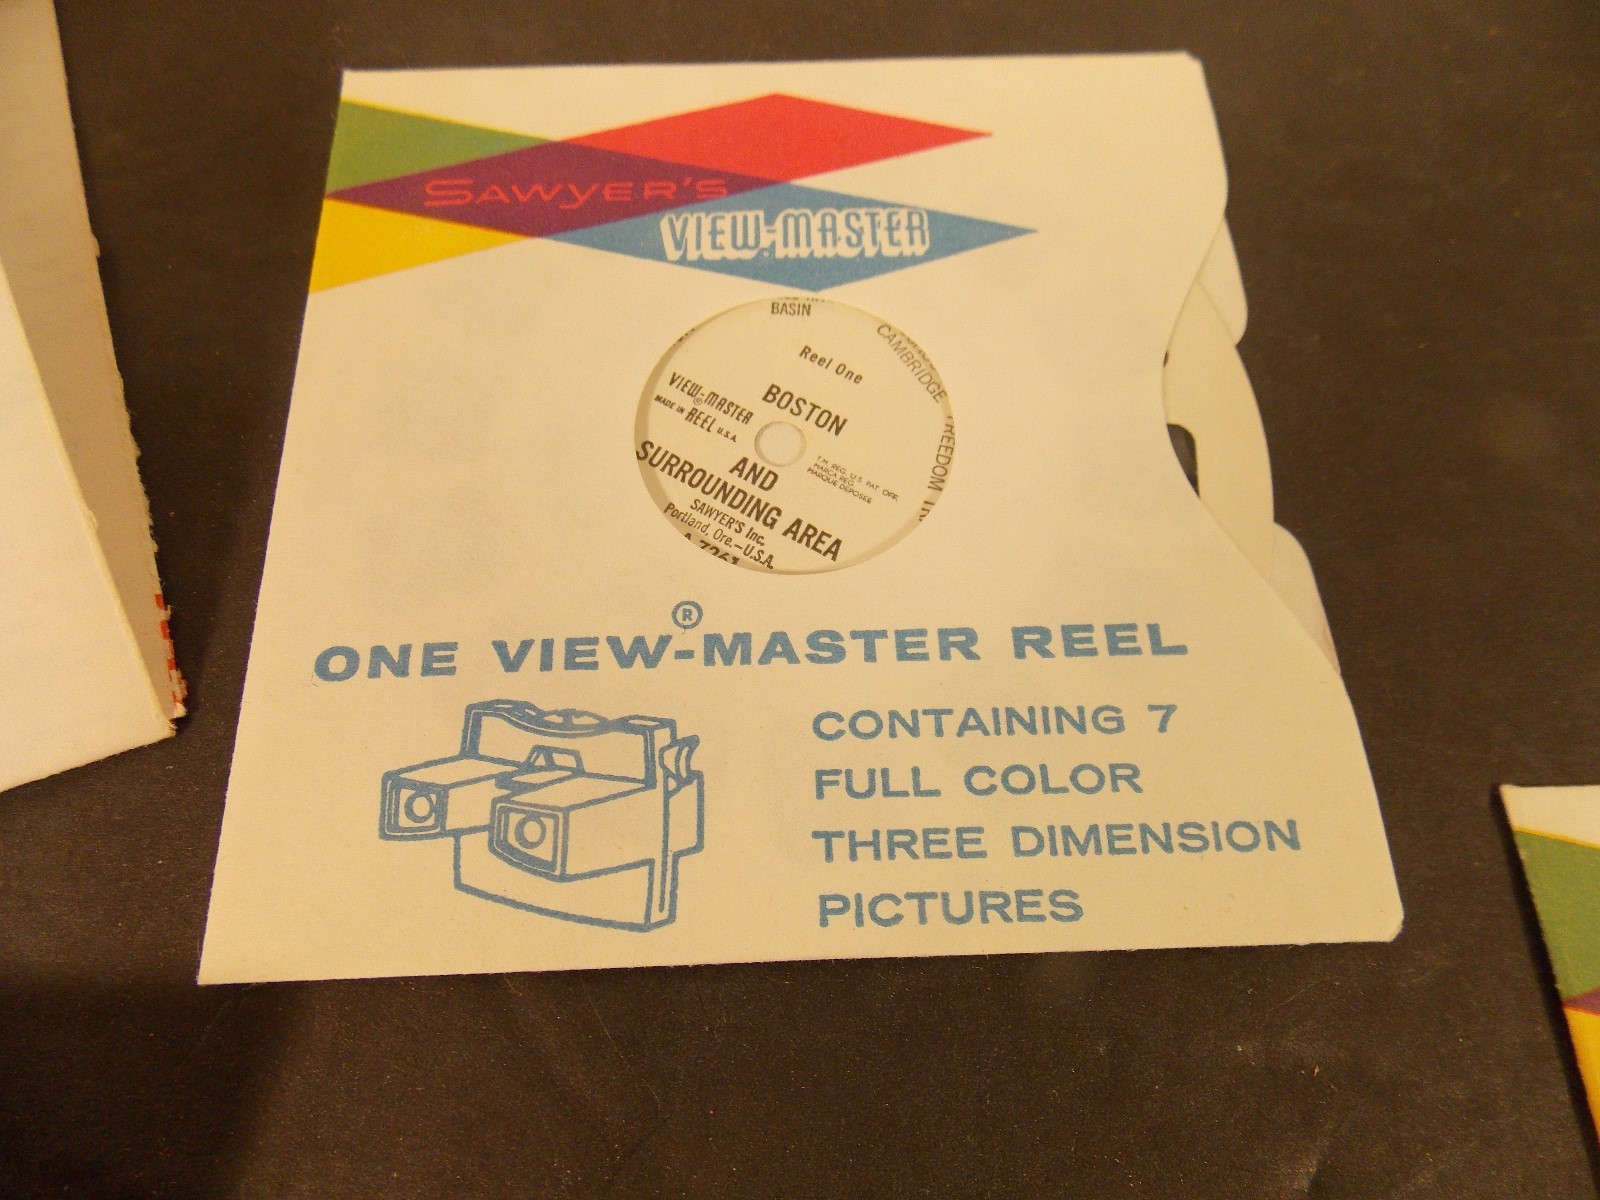 SAWYER'S
VIEW-MASTER
BASIN
CAMBRIDGE
Reel One
VIEW-MASTER
®
MADE IN REEL U.S.A.
BOSTON
AND
SURROUNDING AREA
T.M. REG. U.S. PAT OFF.
MARCA REG.
MARQUE DEPOSEE
SAWYER'S Inc.
Portland, Ore.-U.S.A.
ONE VIEW-®MASTER REEL
CONTAINING 7
FULL COLOR
THREE DIMENSION
PICTURES